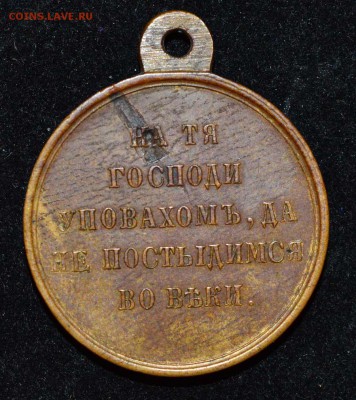 COINS.LAVE.RU
НА ТЯ
ГОСПОДИ
УПОВАХОМЪ, ДА
НЕ ПОСТЫДИМСЯ
ВО ВѢКИ.